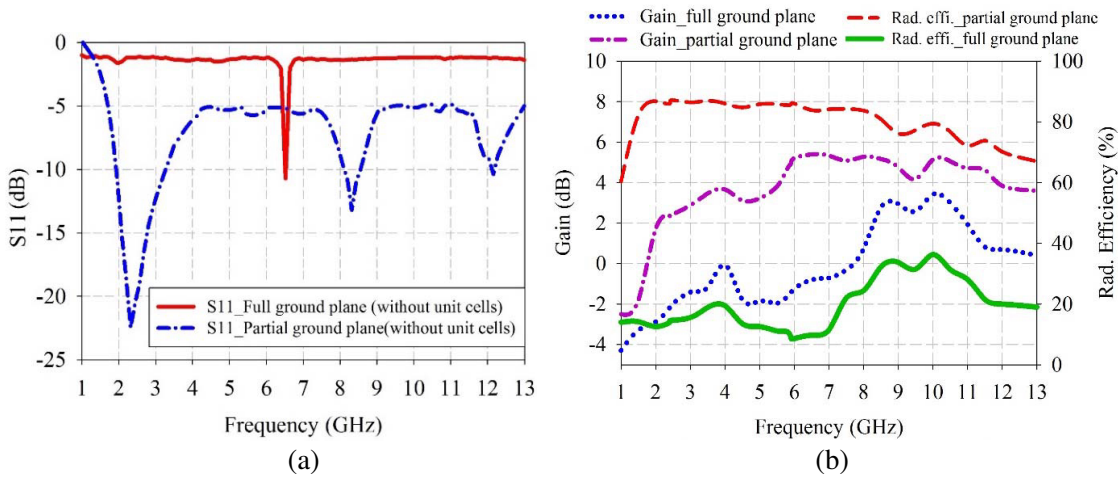 0
-5
-10
-15
-20
-25
S11 (dB)
S11_Full ground plane (without unit cells)
S11_Partial ground plane(without unit cells)
1 2 3 4 5 6 7 8 9 10 11 12 13
Frequency (GHz)
(a)
Gain_full ground plane
Rad. effi._partial ground plane
Gain_partial ground plane
Rad. effi._full ground plane
10
8
6
4
2
0
-2
-4
Gain (dB)
100
80
60
40
20
0
Rad. Efficiency (%)
1 2 3 4 5 6 7 8 9 10 11 12 13
Frequency (GHz)
(b)